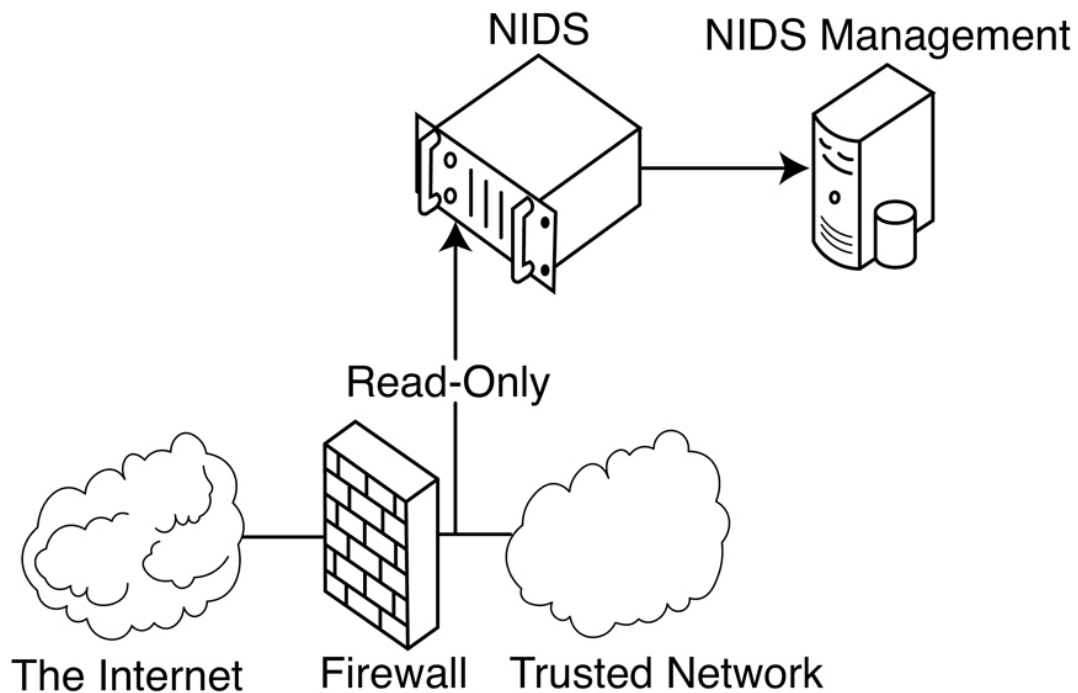 NIDS
NIDS Management
Read-Only
The Internet
Firewall
Trusted Network